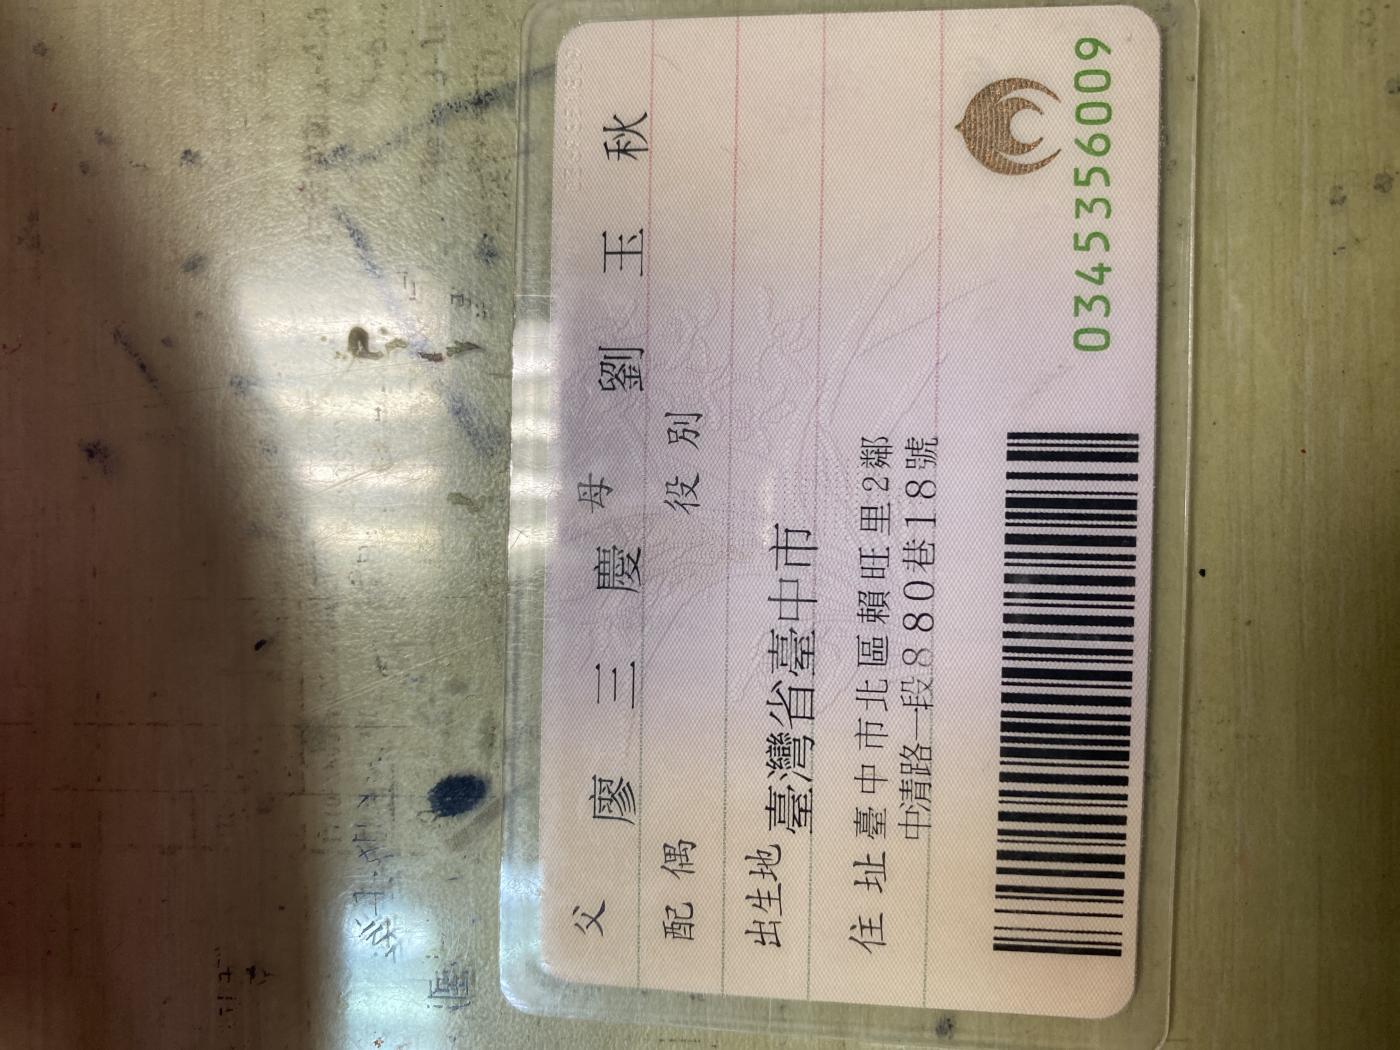 父 廖三慶 母 劉玉秋
配偶 役別
出生地 臺灣省臺中市
住址 臺中市北區賴旺里2鄰
中清路一段880巷18號
0345356009